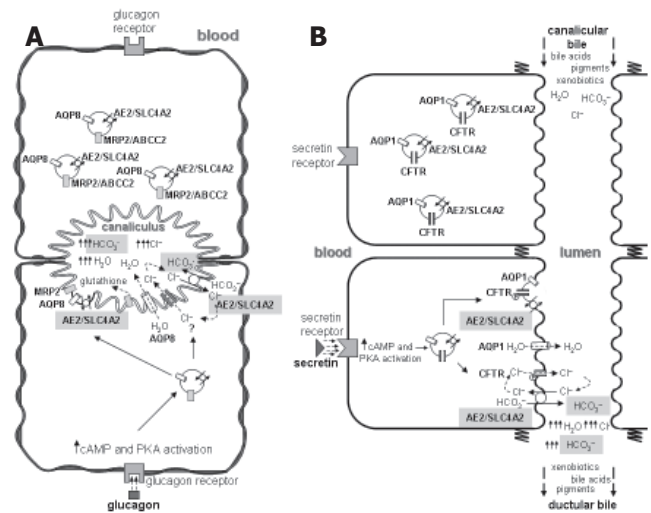 A
glucagon
receptor
blood
AQP8
AE2/SLC4A2
MRP2/ABCC2
AQP8
AE2/SLC4A2
MRP2/ABCC2
AQP8
AE2/SLC4A2
MRP2/ABCC2
canaliculus
↑↑↑HCO₃⁻ ↑↑↑Cl⁻
↑↑↑H₂O H₂O HCO₃⁻
glutathione Cl⁻ Cl⁻ HCO₃⁻
MRP2 Cl⁻
AQP8 AE2/SLC4A2
AE2/SLC4A2 H₂O Cl⁻
AQP8 ?
↑cAMP and PKA activation
glucagon receptor
glucagon
B
canalicular
bile
bile acids
pigments
xenobiotics
H₂O HCO₃⁻
Cl⁻
AQP1
AE2/SLC4A2
CFTR
AQP1
AE2/SLC4A2
CFTR
AQP1
AE2/SLC4A2
CFTR
secretin
receptor
blood
lumen
AQP1
CFTR
AE2/SLC4A2
secretin
receptor
secretin
↑cAMP and
PKA activation
AQP1 H₂O H₂O
CFTR Cl⁻ Cl⁻
Cl⁻ Cl⁻
HCO₃⁻ HCO₃⁻
AE2/SLC4A2
↑↑↑H₂O ↑↑↑Cl⁻
↑↑↑ HCO₃⁻
xenobiotics
bile acids
pigments
ductular bile